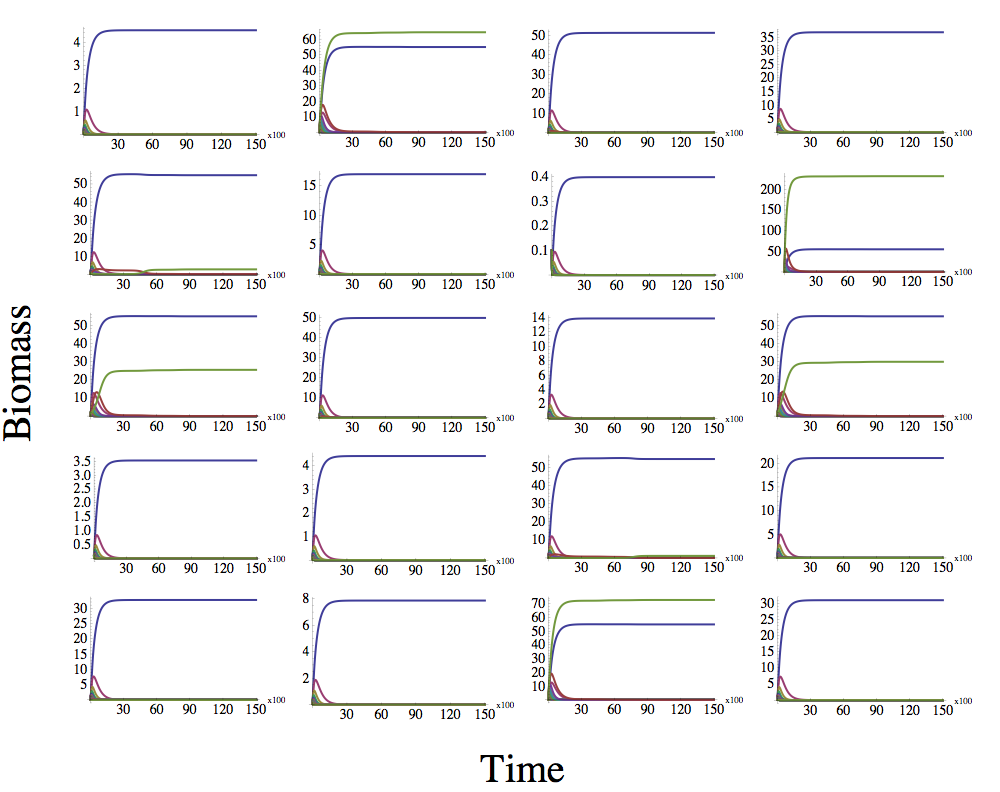 4 3 2 1 30 60 90 120 150 x100
60 50 40 30 20 10 30 60 90 120 150 x100
50 40 30 20 10 30 60 90 120 150 x100
35 30 25 20 15 10 5 30 60 90 120 150 x100
50 40 30 20 10 30 60 90 120 150 x100
15 10 5 30 60 90 120 150 x100
0.4 0.3 0.2 0.1 30 60 90 120 150 x100
200 150 100 50 30 60 90 120 150 x100
Biomass
50 40 30 20 10 30 60 90 120 150 x100
50 40 30 20 10 30 60 90 120 150 x100
14 12 10 8 6 4 2 30 60 90 120 150 x100
50 40 30 20 10 30 60 90 120 150 x100
3.5 3.0 2.5 2.0 1.5 1.0 0.5 30 60 90 120 150 x100
4 3 2 1 30 60 90 120 150 x100
50 40 30 20 10 30 60 90 120 150 x100
20 15 10 5 30 60 90 120 150 x100
30 25 20 15 10 5 30 60 90 120 150 x100
8 6 4 2 30 60 90 120 150 x100
70 60 50 40 30 20 10 30 60 90 120 150 x100
30 25 20 15 10 5 30 60 90 120 150 x100
Time